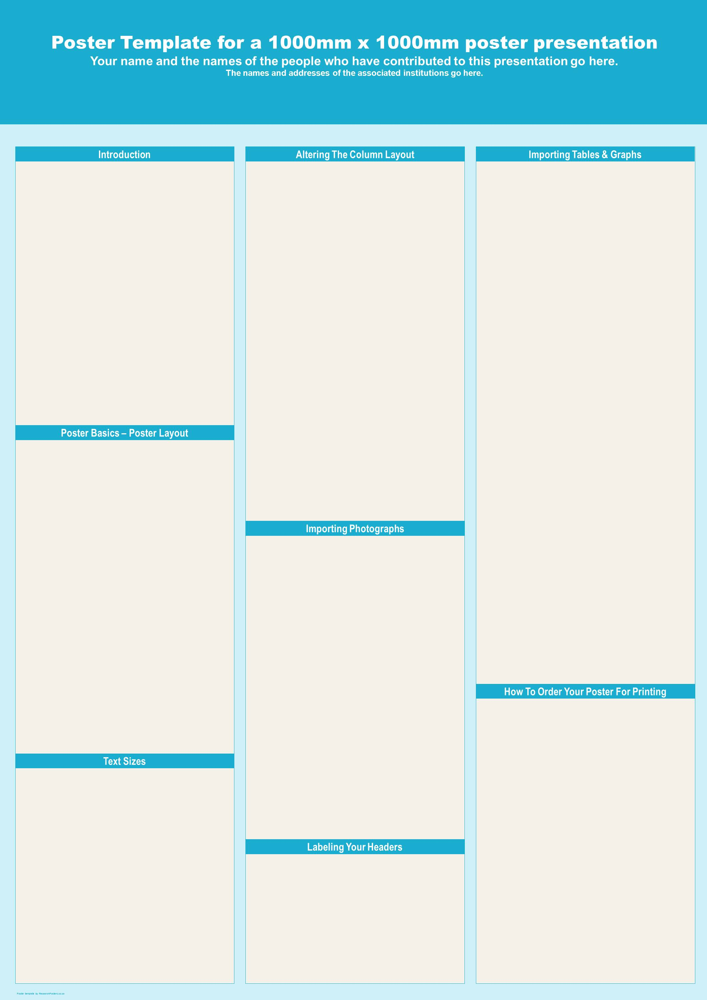 Poster Template for a 1000mm x 1000mm poster presentation
Your name and the names of the people who have contributed to this presentation go here.
The names and addresses of the associated institutions go here.
Introduction
Poster Basics – Poster Layout
Text Sizes
Altering The Column Layout
Importing Photographs
Labeling Your Headers
Importing Tables & Graphs
How To Order Your Poster For Printing
Poster template by ResearchPosters.co.za